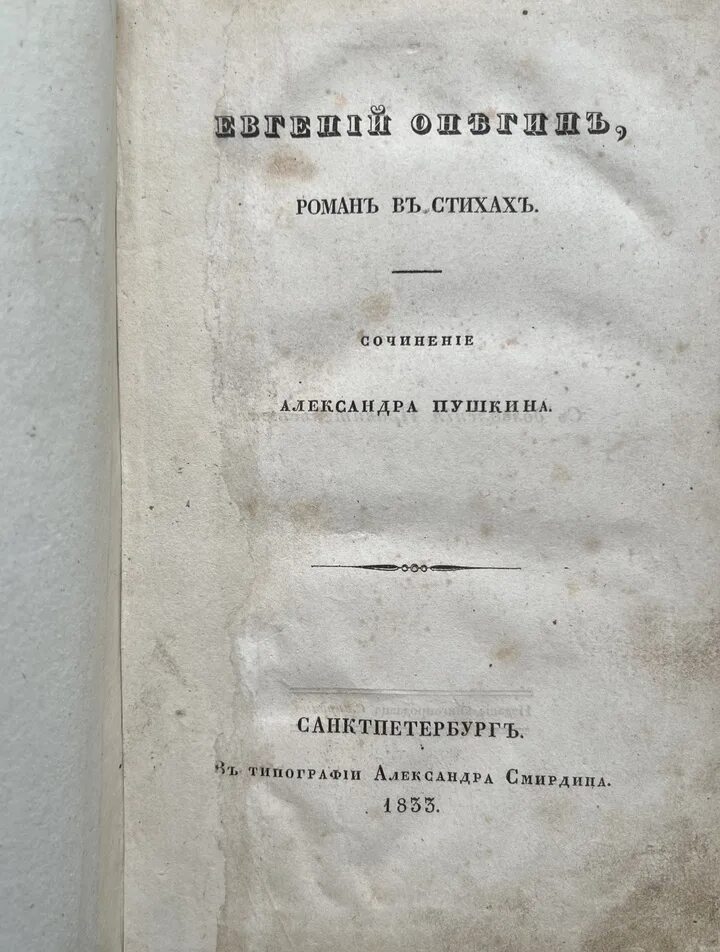 ЕВГЕНІЙ ОНѢГИНЪ,
РОМАНЪ ВЪ СТИХАХЪ.
СОЧИНЕНІЕ
АЛЕКСАНДРА ПУШКИНА.
САНКТПЕТЕРБУРГЪ.
Въ типографіи Александра Смирдина.
1833.